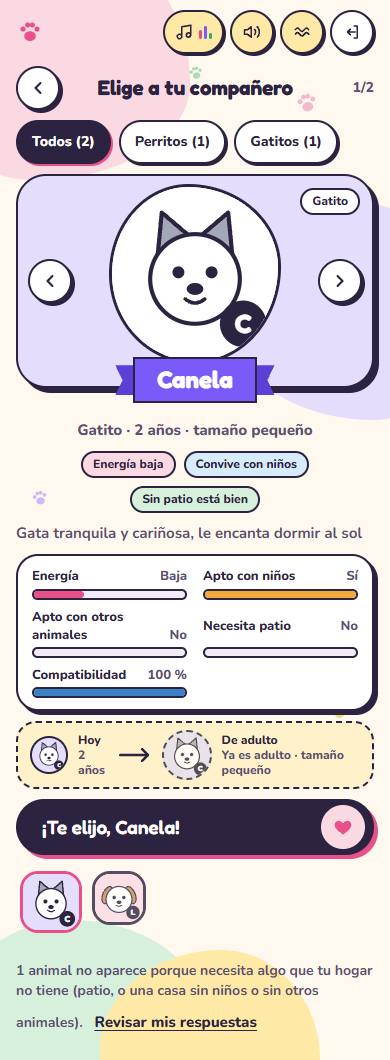 Elige a tu compañero
1/2
Todos (2)
Perritos (1)
Gatitos (1)
Gatito
C
Canela
Gatito · 2 años · tamaño pequeño
Energía baja
Convive con niños
Sin patio está bien
Gata tranquila y cariñosa, le encanta dormir al sol
Energía Baja
Apto con niños Sí
Apto con otros
animales No
Necesita patio No
Compatibilidad 100 %
Hoy
2
años
C
De adulto
Ya es adulto · tamaño
pequeño
C
¡Te elijo, Canela!
C
L
1 animal no aparece porque necesita algo que tu hogar
no tiene (patio, o una casa sin niños o sin otros
animales). Revisar mis respuestas